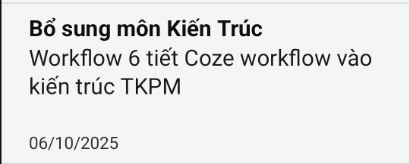 Bổ sung môn Kiến Trúc
Workflow 6 tiết Coze workflow vào
kiến trúc TKPM
06/10/2025